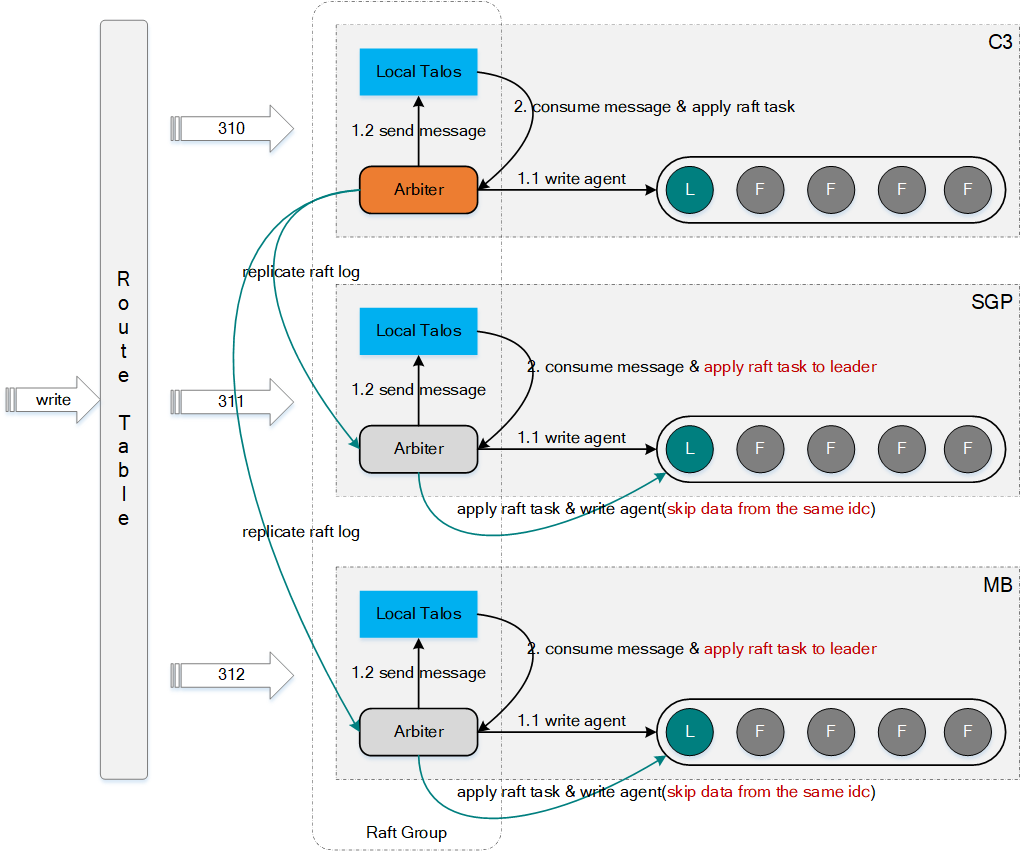 C3
Local Talos
2. consume message & apply raft task
310
1.2 send message
1.1 write agent
Arbiter
L F F F F
replicate raft log
Route Table
SGP
Local Talos
2. consume message & apply raft task to leader
write
311
1.2 send message
1.1 write agent
Arbiter
L F F F F
apply raft task & write agent(skip data from the same idc)
replicate raft log
MB
Local Talos
2. consume message & apply raft task to leader
312
1.2 send message
1.1 write agent
Arbiter
L F F F F
apply raft task & write agent(skip data from the same idc)
Raft Group